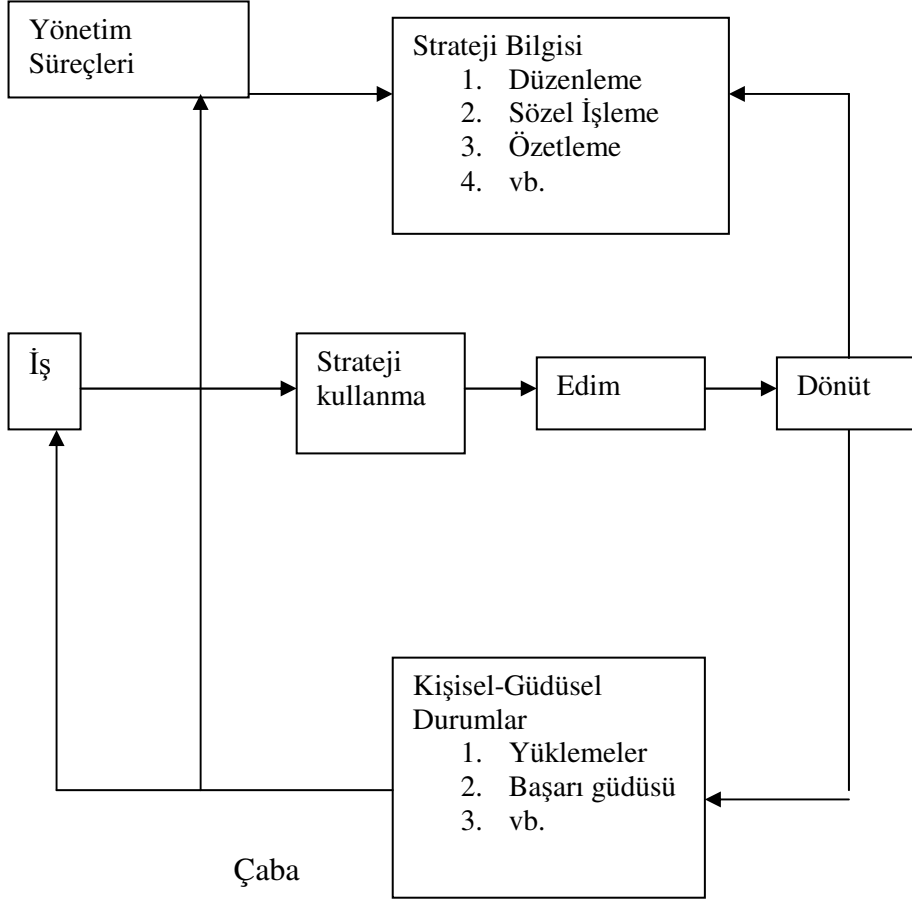 Yönetim
Süreçleri
Strateji Bilgisi
1. Düzenleme
2. Sözel İşleme
3. Özetleme
4. vb.
İş
Strateji
kullanma
Edim
Dönüt
Kişisel-Güdüsel
Durumlar
1. Yüklemeler
2. Başarı güdüsü
3. vb.
Çaba